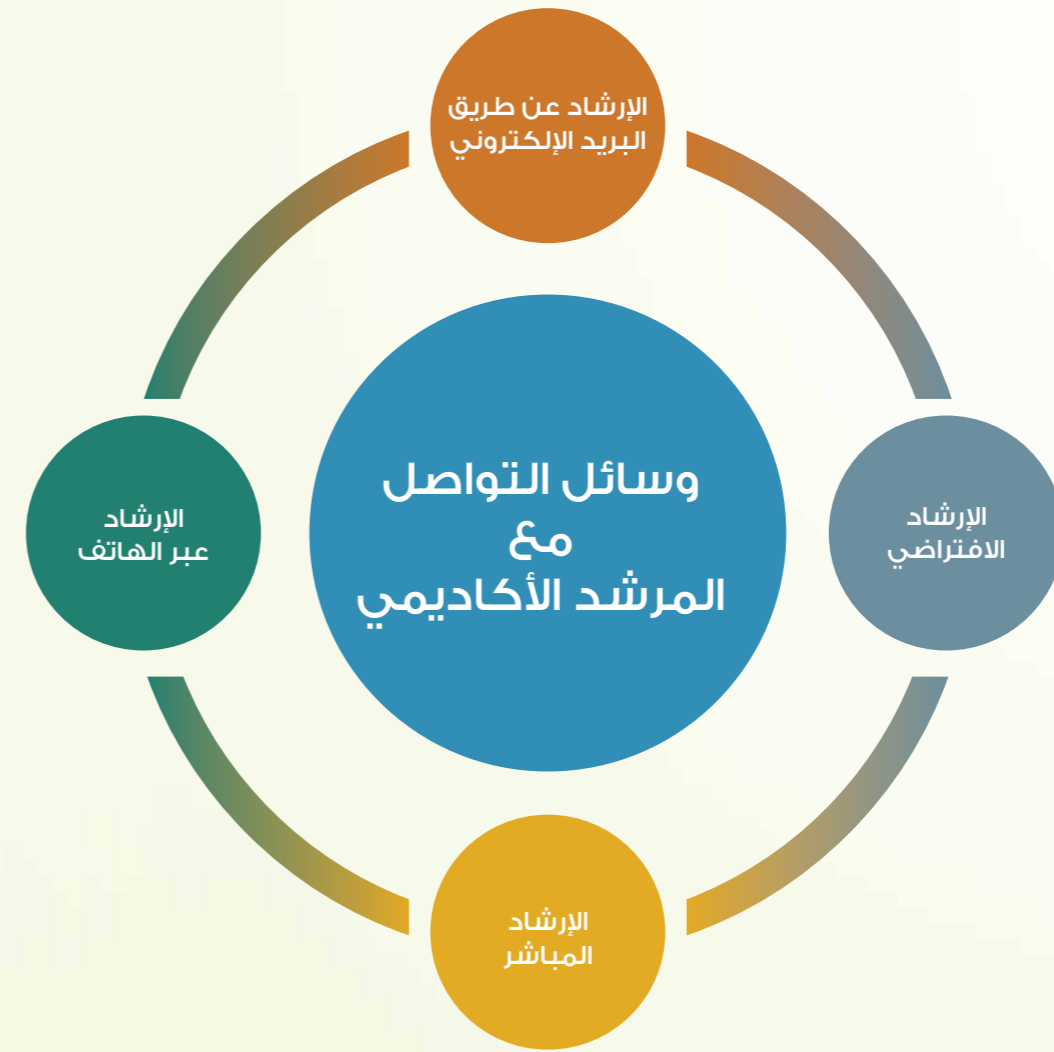 الإرشاد عن طريق
البريد الإلكتروني
وسائل التواصل
مع
المرشد الأكاديمي
الإرشاد
الافتراضي
الإرشاد
عبر الهاتف
الإرشاد
المباشر